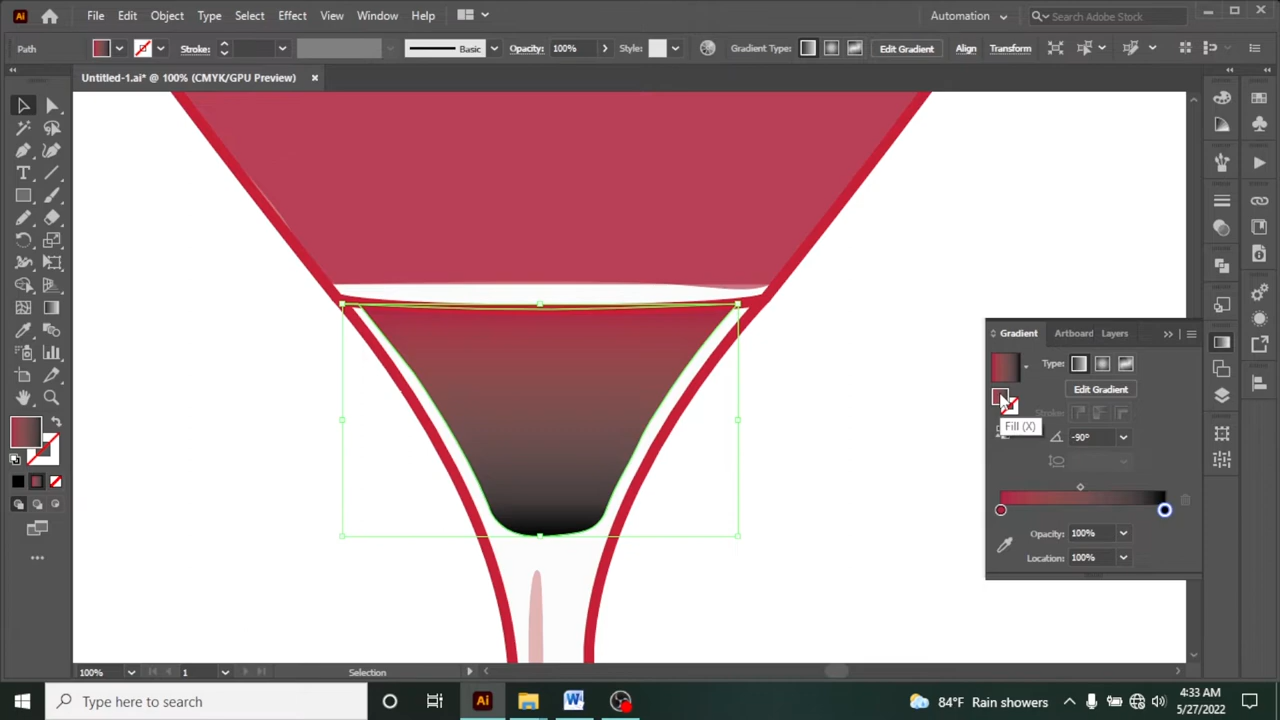 Ai File Edit Object Type Select Effect View Window Help Automation Search Adobe Stock
Path Stroke: Basic Opacity: 100% Style: Gradient Type: Edit Gradient Align Transform
Untitled-1.ai* @ 100% (CMYK/GPU Preview) ×
Gradient Artboard Layers
Type:
Edit Gradient
Stroke:
Fill (X)
-90°
Opacity: 100%
Location: 100%
100% 1 Selection
Type here to search Ai W 84°F Rain showers 4:33 AM
5/27/2022